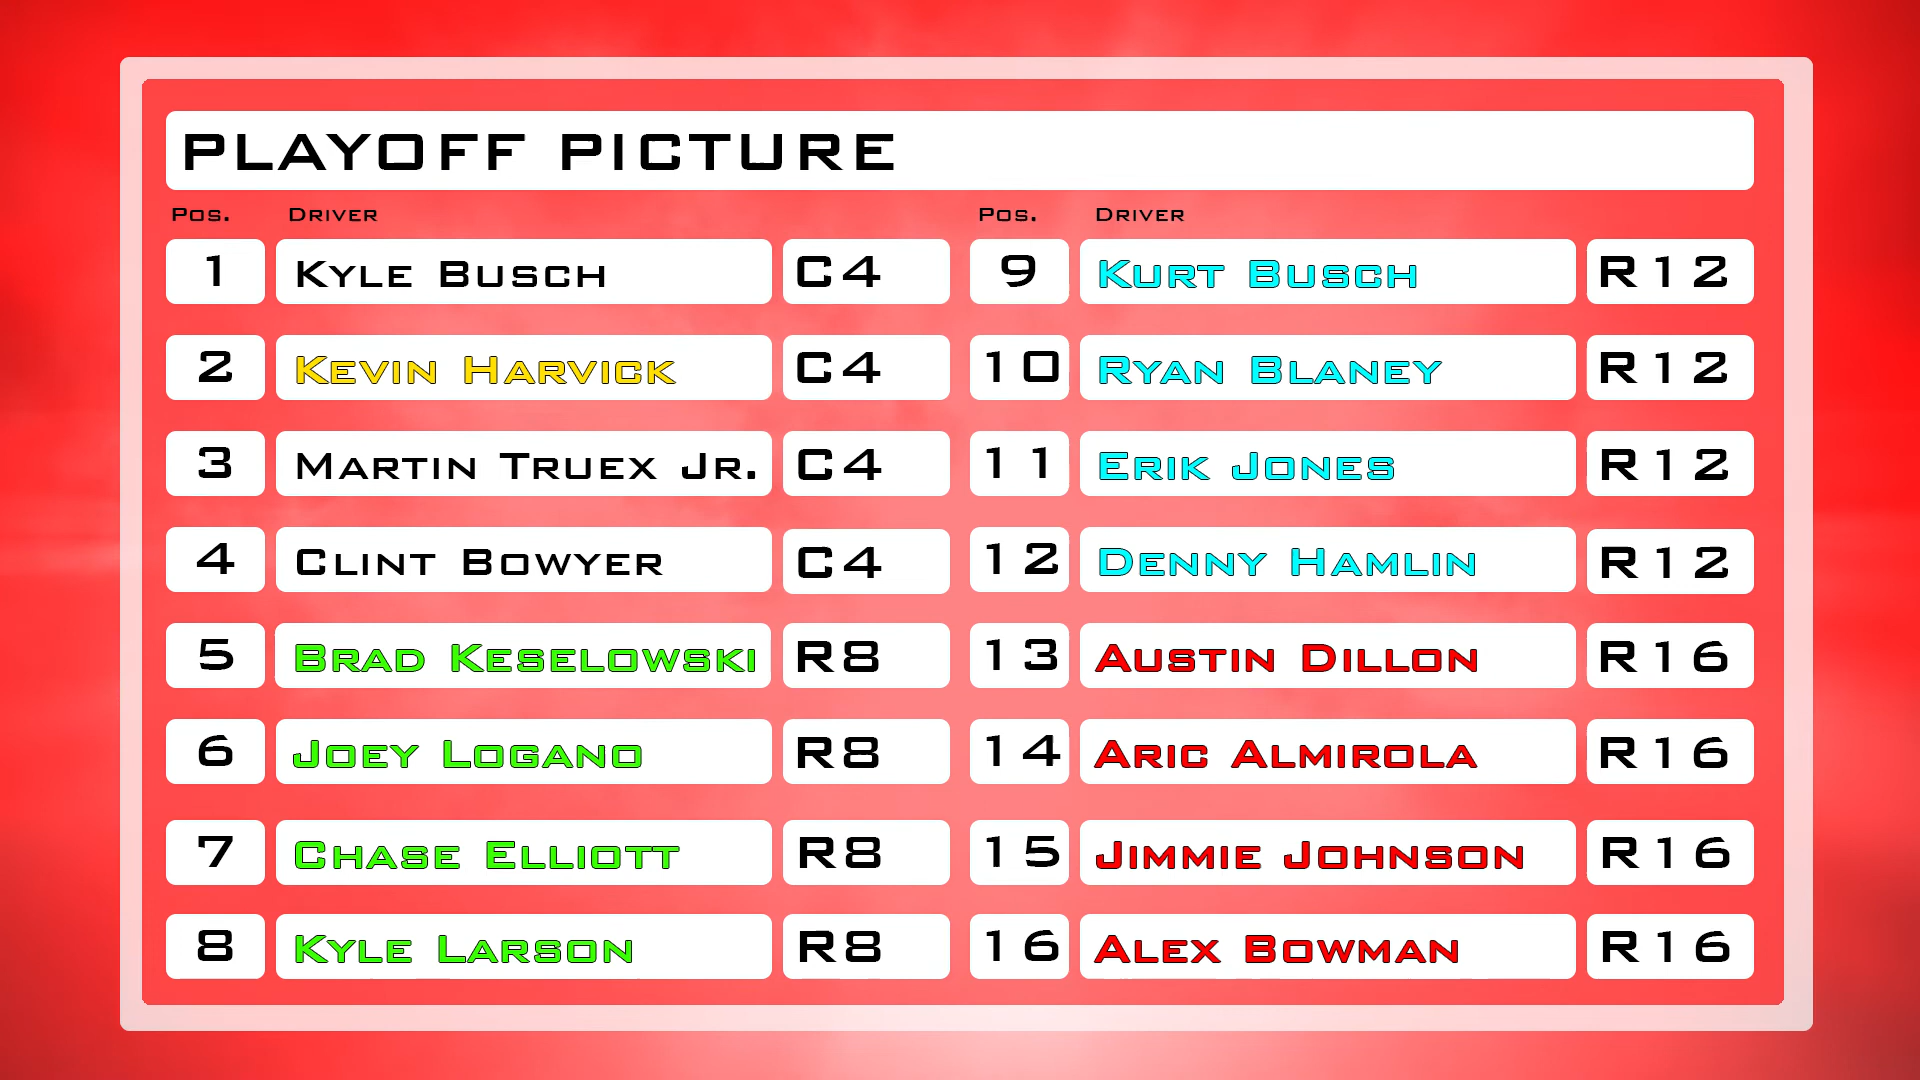 PLAYOFF PICTURE
Pos. DRIVER Pos. DRIVER
1 KYLE BUSCH C4 9 KURT BUSCH R12
2 KEVIN HARVICK C4 10 RYAN BLANEY R12
3 MARTIN TRUEX JR. C4 11 ERIK JONES R12
4 CLINT BOWYER C4 12 DENNY HAMLIN R12
5 BRAD KESELOWSKI R8 13 AUSTIN DILLON R16
6 JOEY LOGANO R8 14 ARIC ALMIROLA R16
7 CHASE ELLIOTT R8 15 JIMMIE JOHNSON R16
8 KYLE LARSON R8 16 ALEX BOWMAN R16